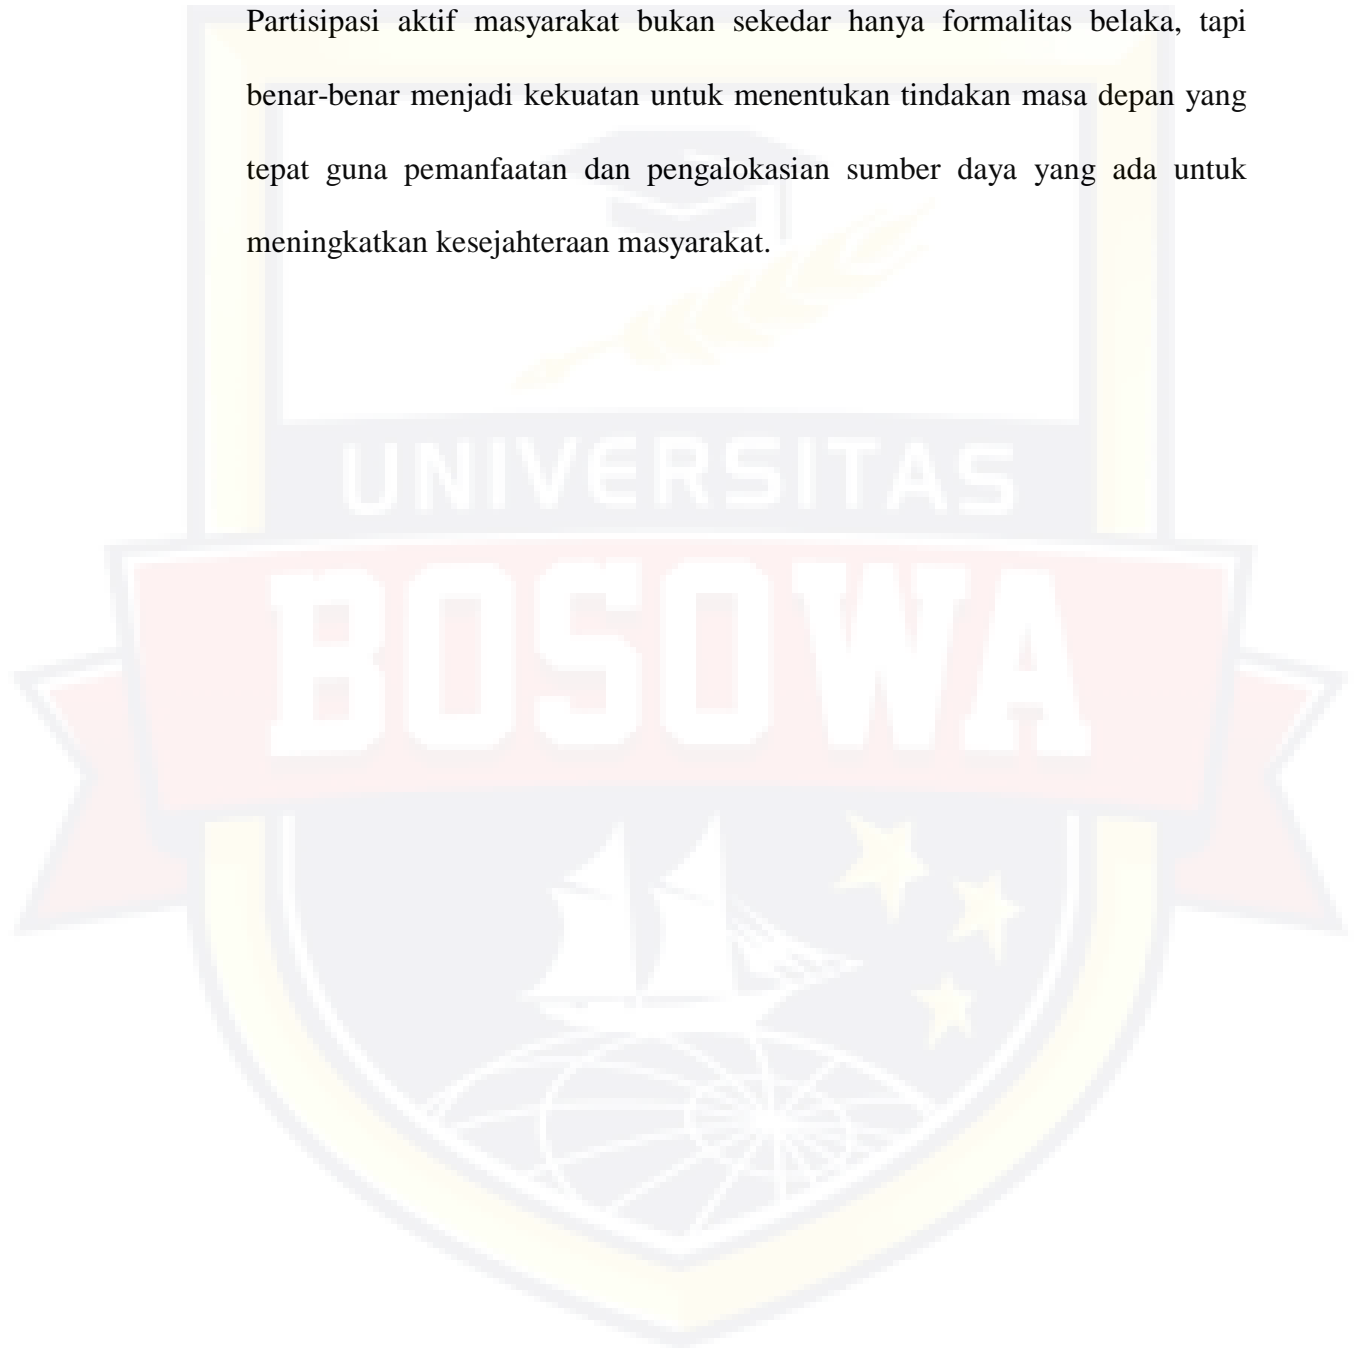 Partisipasi aktif masyarakat bukan sekedar hanya formalitas belaka, tapi
benar-benar menjadi kekuatan untuk menentukan tindakan masa depan yang
tepat guna pemanfaatan dan pengalokasian sumber daya yang ada untuk
meningkatkan kesejahteraan masyarakat.
UNIVERSITAS
BOSOWA